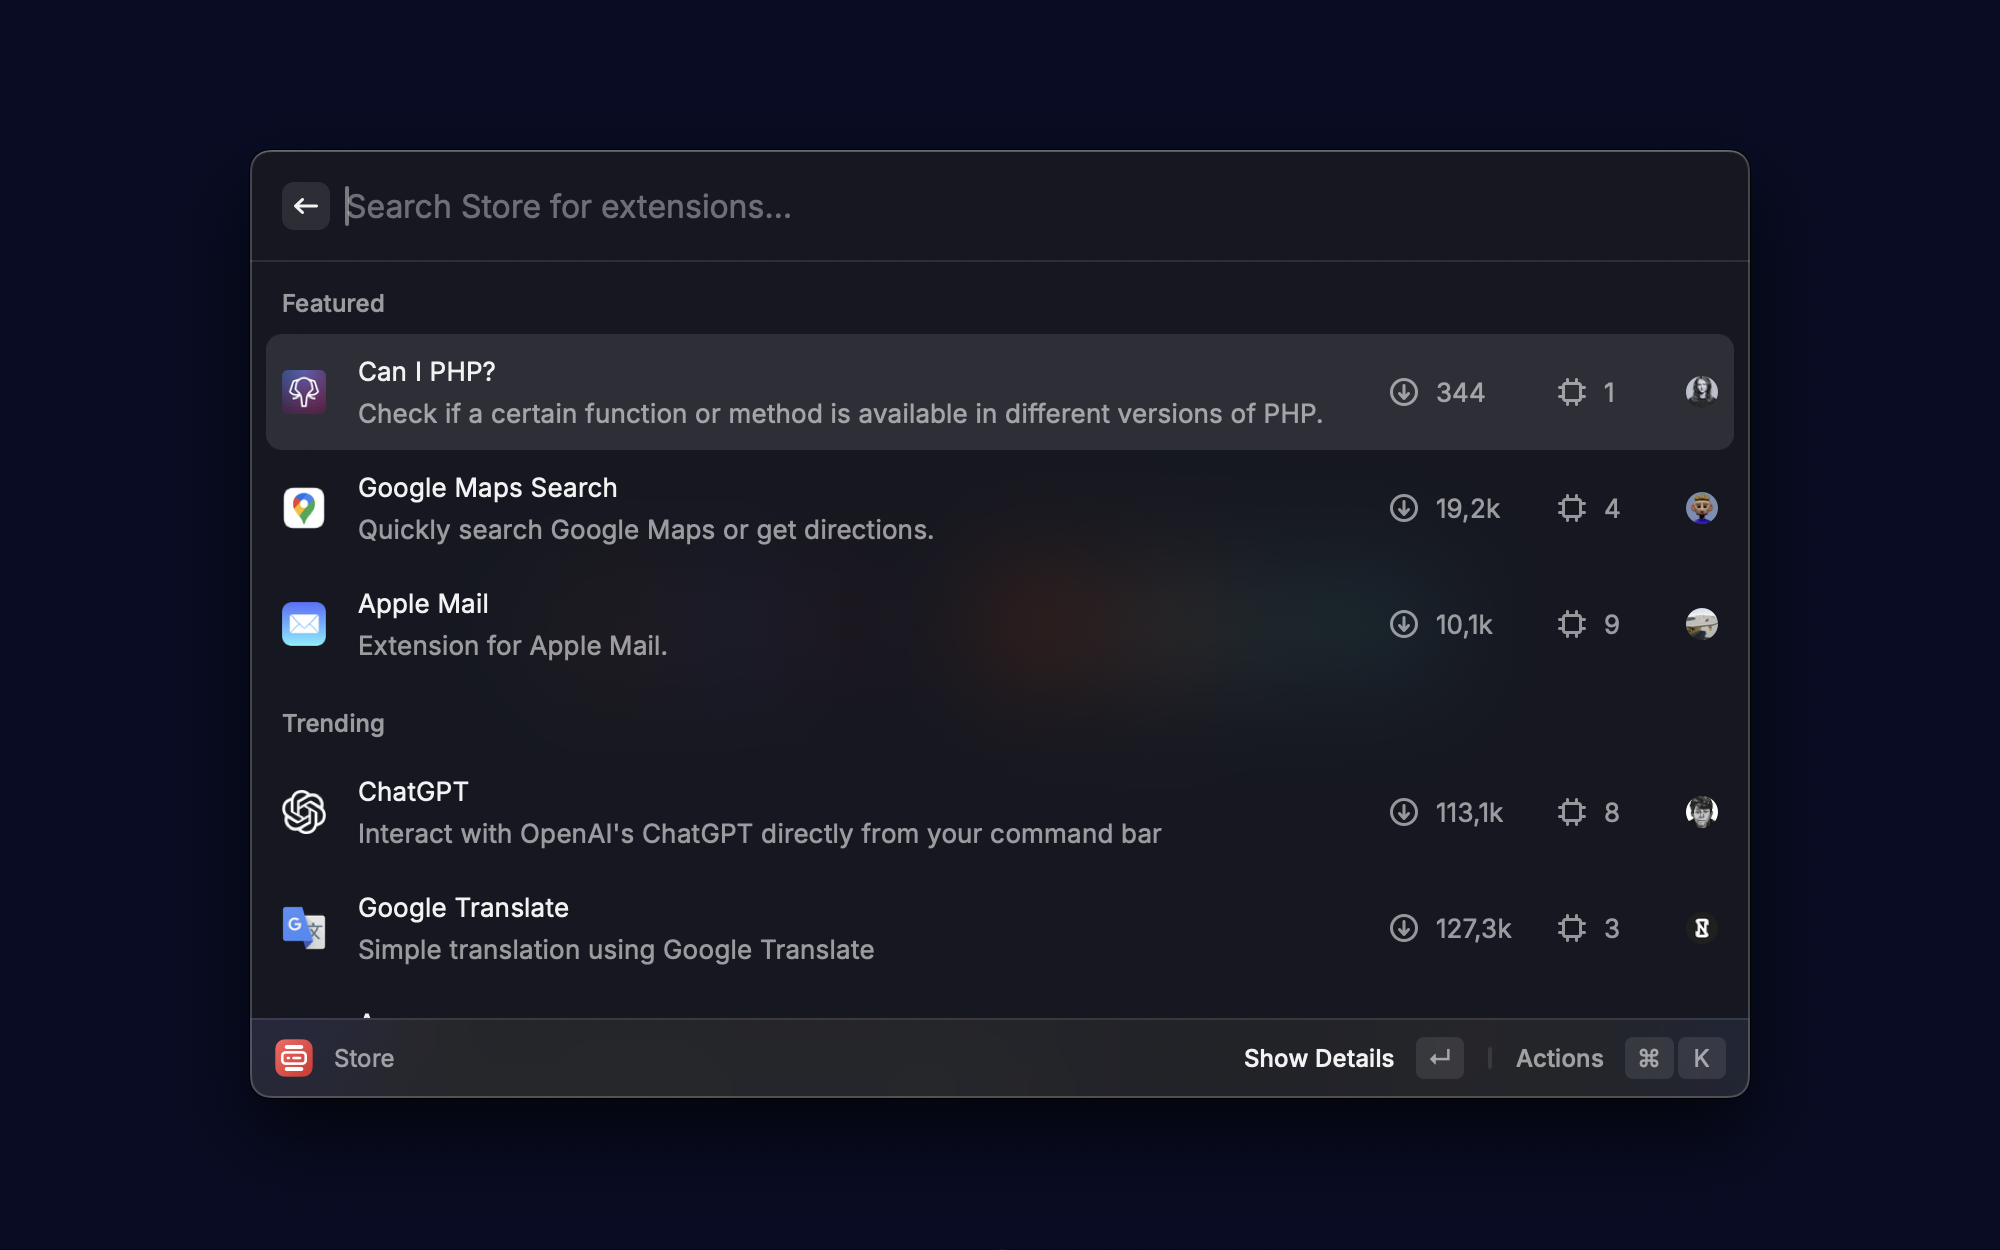 Search Store for extensions...
Featured
Can I PHP?
Check if a certain function or method is available in different versions of PHP.
344
1
Google Maps Search
Quickly search Google Maps or get directions.
19,2k
4
Apple Mail
Extension for Apple Mail.
10,1k
9
Trending
ChatGPT
Interact with OpenAI's ChatGPT directly from your command bar
113,1k
8
Google Translate
Simple translation using Google Translate
127,3k
3
Store
Show Details
Actions
⌘ K